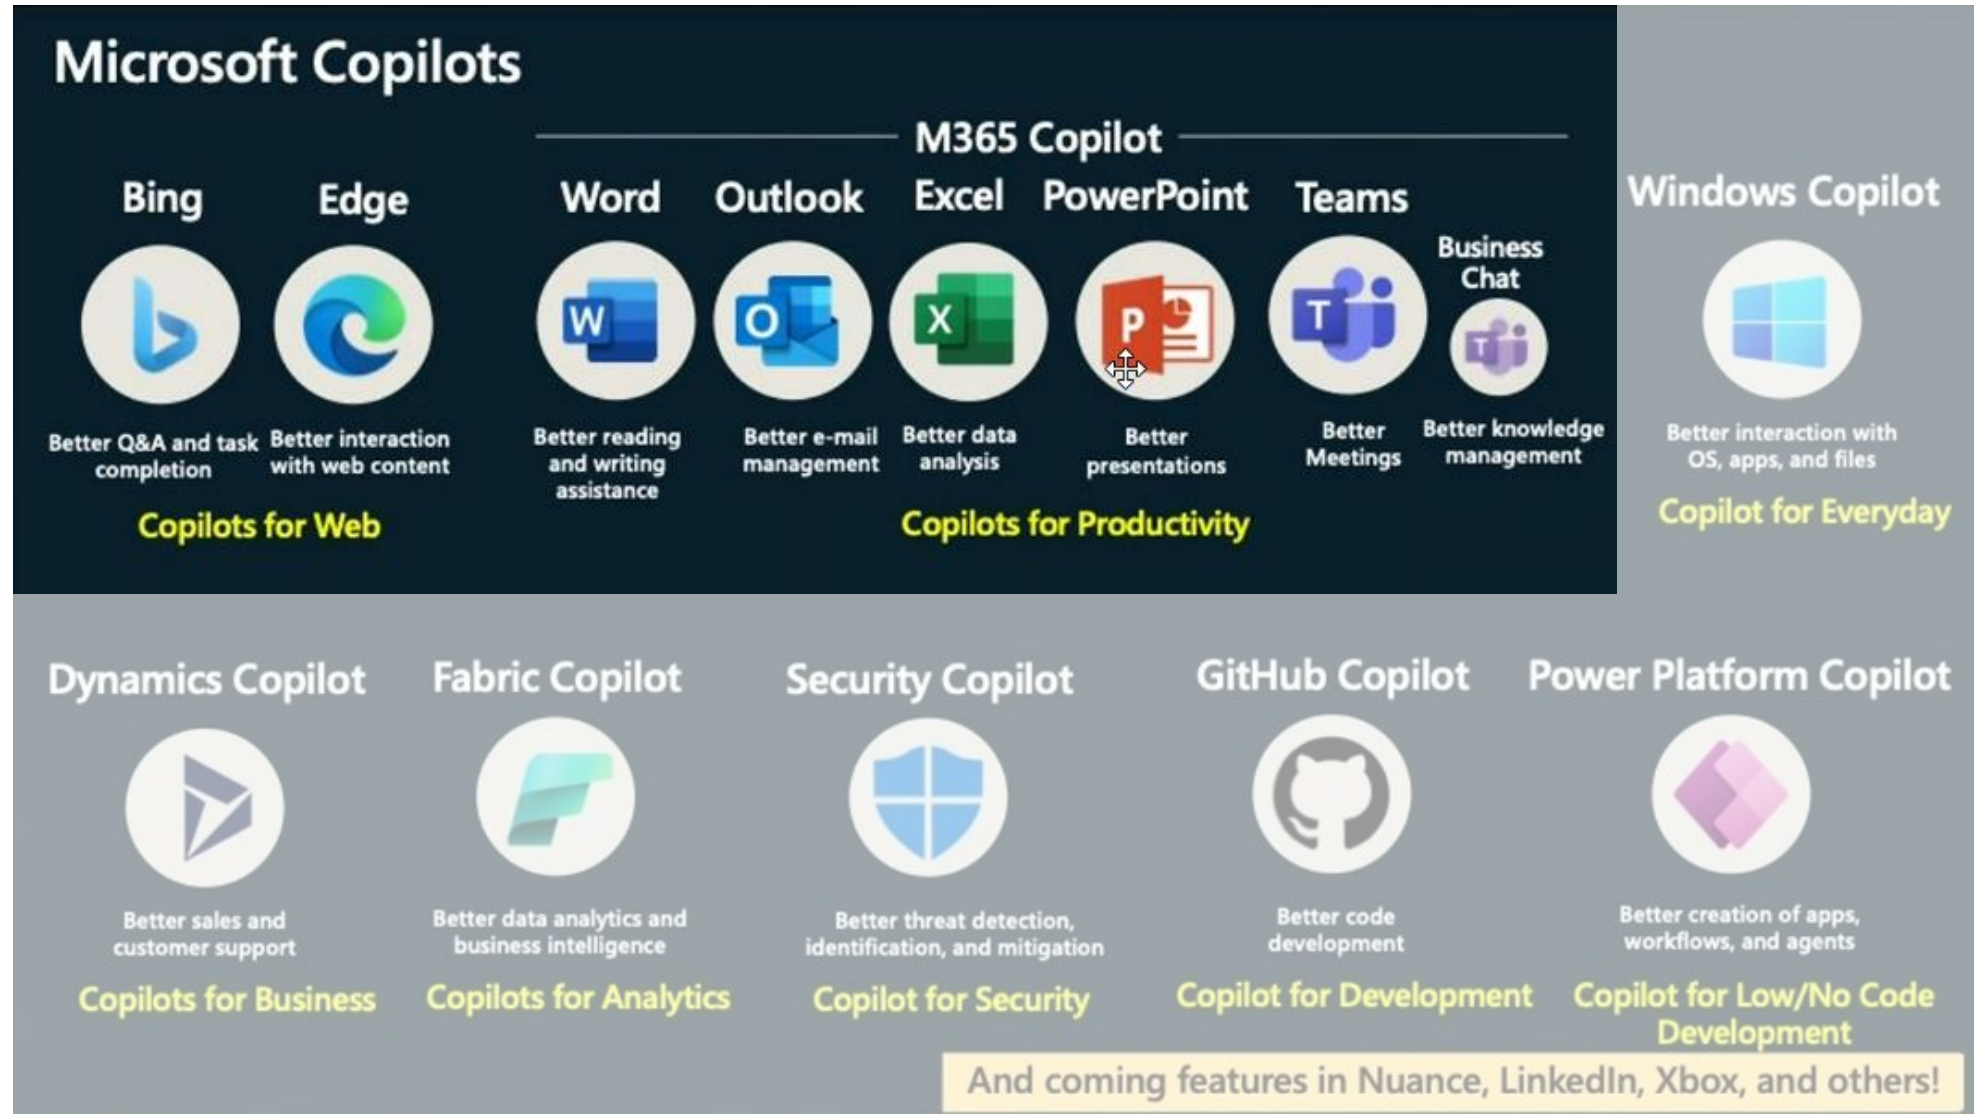 Microsoft Copilots
M365 Copilot
Bing
Edge
Word
Outlook
Excel
PowerPoint
Teams
Business
Chat
Windows Copilot
W
O
X
P
T
T
Better Q&A and task
completion
Better interaction
with web content
Better reading
and writing
assistance
Better e-mail
management
Better data
analysis
Better
presentations
Better
Meetings
Better knowledge
management
Better interaction with
OS, apps, and files
Copilots for Web
Copilots for Productivity
Copilot for Everyday
Dynamics Copilot
Fabric Copilot
Security Copilot
GitHub Copilot
Power Platform Copilot
Better sales and
customer support
Better data analytics and
business intelligence
Better threat detection,
identification, and mitigation
Better code
development
Better creation of apps,
workflows, and agents
Copilots for Business
Copilots for Analytics
Copilot for Security
Copilot for Development
Copilot for Low/No Code
Development
And coming features in Nuance, LinkedIn, Xbox, and others!